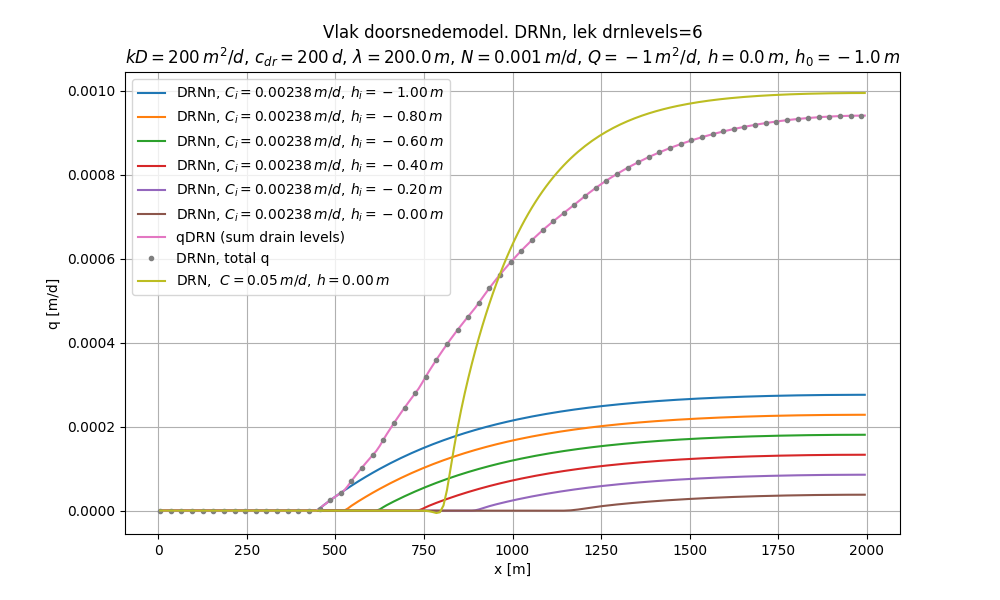 Vlak doorsnedemodel. DRNn, lek drnlevels=6
kD = 200 m²/d, c_dr = 200 d, λ = 200.0 m, N = 0.001 m/d, Q = −1 m²/d, h = 0.0 m, h₀ = −1.0 m
DRNn, C_i = 0.00238 m/d, h_i = −1.00 m
DRNn, C_i = 0.00238 m/d, h_i = −0.80 m
DRNn, C_i = 0.00238 m/d, h_i = −0.60 m
DRNn, C_i = 0.00238 m/d, h_i = −0.40 m
DRNn, C_i = 0.00238 m/d, h_i = −0.20 m
DRNn, C_i = 0.00238 m/d, h_i = −0.00 m
qDRN (sum drain levels)
DRNn, total q
DRN, C = 0.05 m/d, h = 0.00 m
q [m/d]
0.0010
0.0008
0.0006
0.0004
0.0002
0.0000
0 250 500 750 1000 1250 1500 1750 2000
x [m]